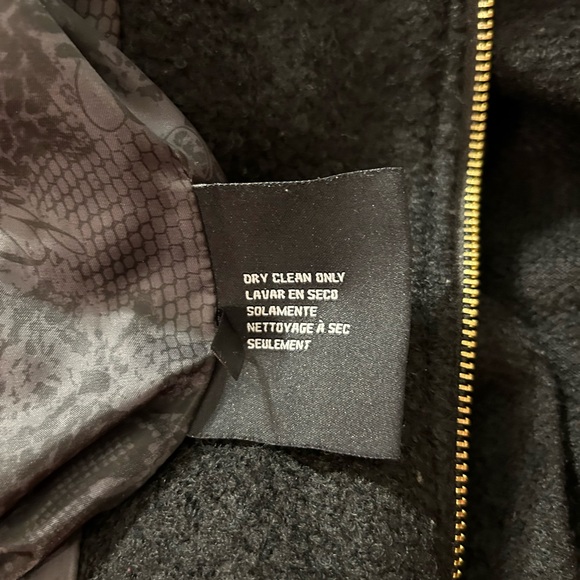 DRY CLEAN ONLY
LAVAR EN SECO
SOLAMENTE
NETTOYAGE À SEC
SEULEMENT